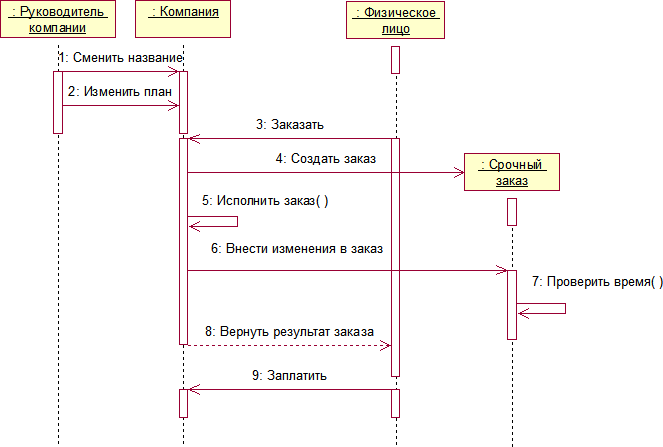 : Руководитель
компании
: Компания
: Физическое
лицо
1: Сменить название
2: Изменить план
3: Заказать
4: Создать заказ
: Срочный
заказ
5: Исполнить заказ( )
6: Внести изменения в заказ
7: Проверить время( )
8: Вернуть результат заказа
9: Заплатить